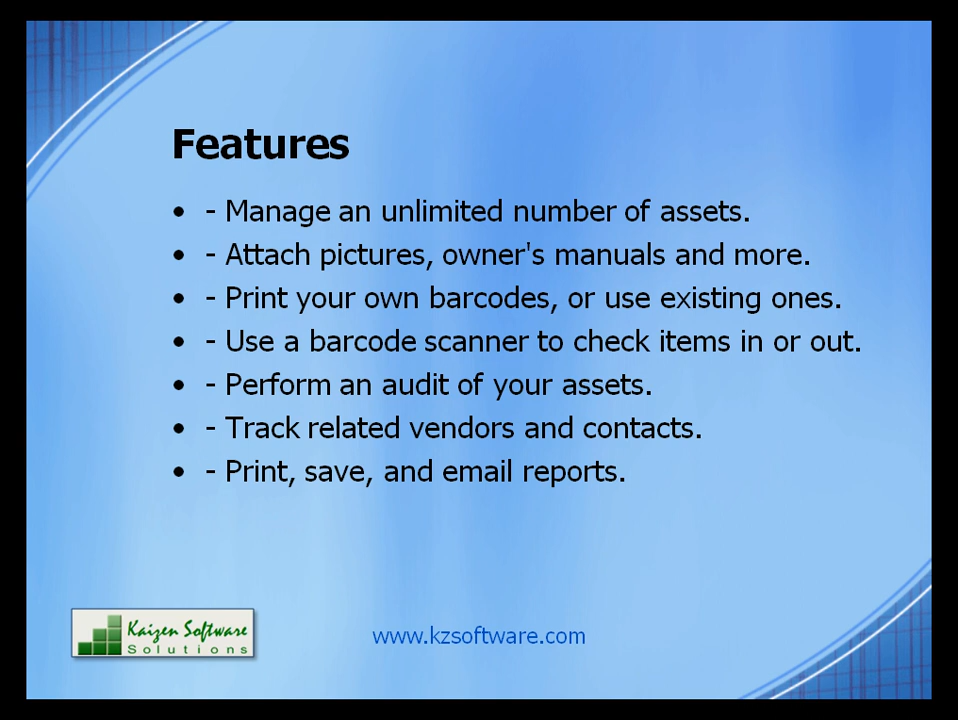 Features
• - Manage an unlimited number of assets.
• - Attach pictures, owner's manuals and more.
• - Print your own barcodes, or use existing ones.
• - Use a barcode scanner to check items in or out.
• - Perform an audit of your assets.
• - Track related vendors and contacts.
• - Print, save, and email reports.
Kaizen Software
Solutions
www.kzsoftware.com